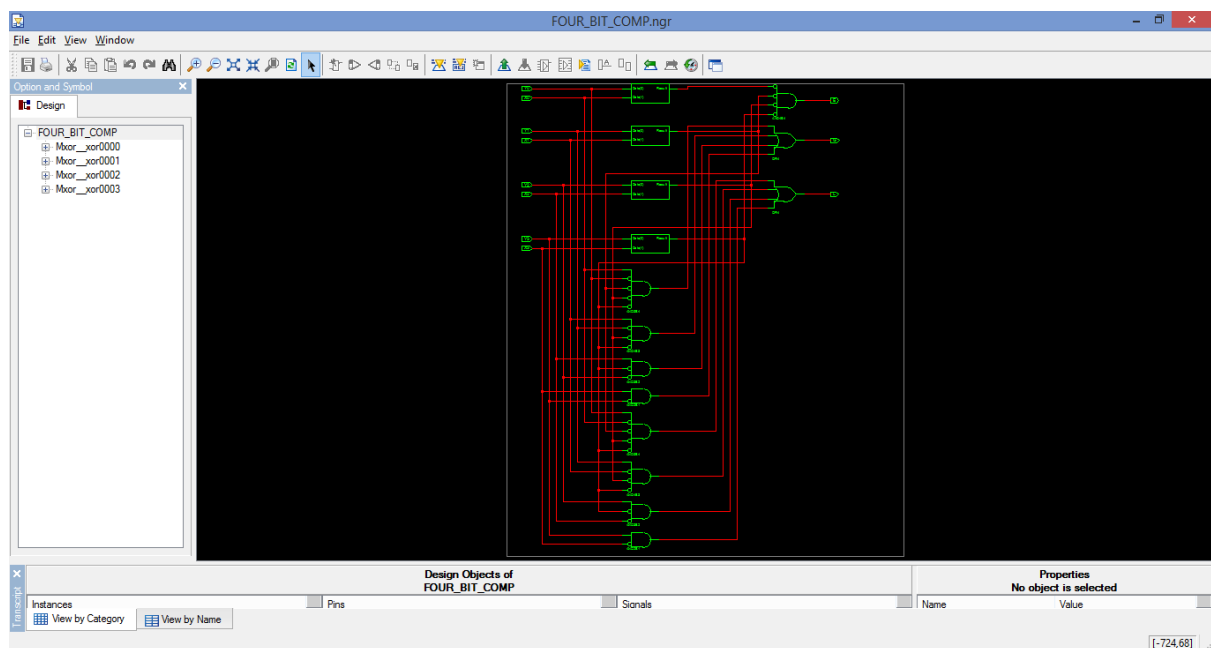 FOUR_BIT_COMP.ngr
File Edit View Window
Option and Symbol
Design
FOUR_BIT_COMP
Mxor__xor0000
Mxor__xor0001
Mxor__xor0002
Mxor__xor0003
Transcript
Design Objects of
FOUR_BIT_COMP
Properties
No object is selected
Instances Pins Signals Name Value
View by Category View by Name
[-724,68]